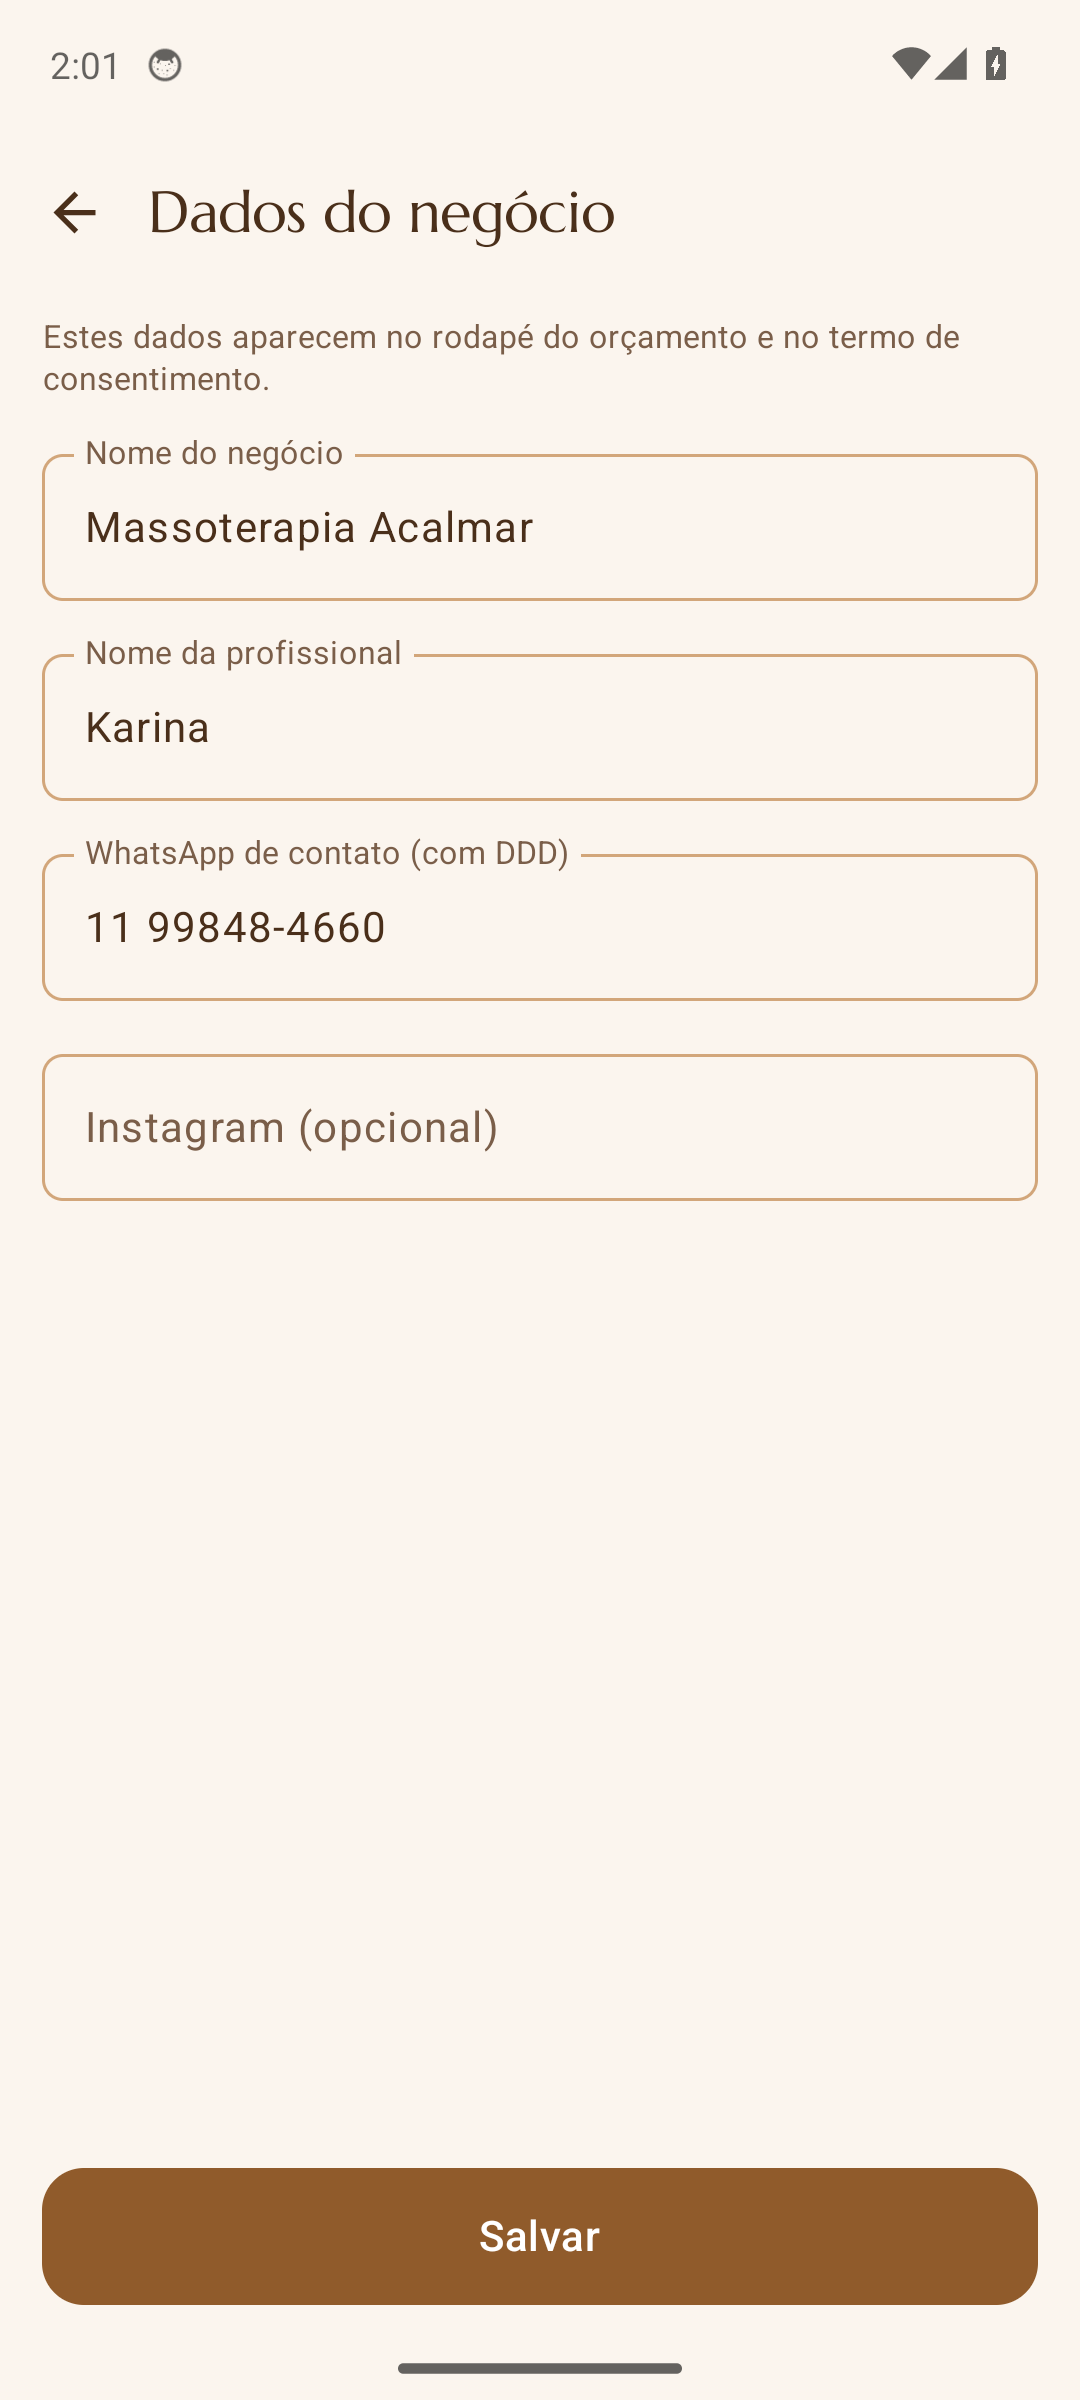 2:01
Dados do negócio
Estes dados aparecem no rodapé do orçamento e no termo de
consentimento.
Nome do negócio
Massoterapia Acalmar
Nome da profissional
Karina
WhatsApp de contato (com DDD)
11 99848-4660
Instagram (opcional)
Salvar